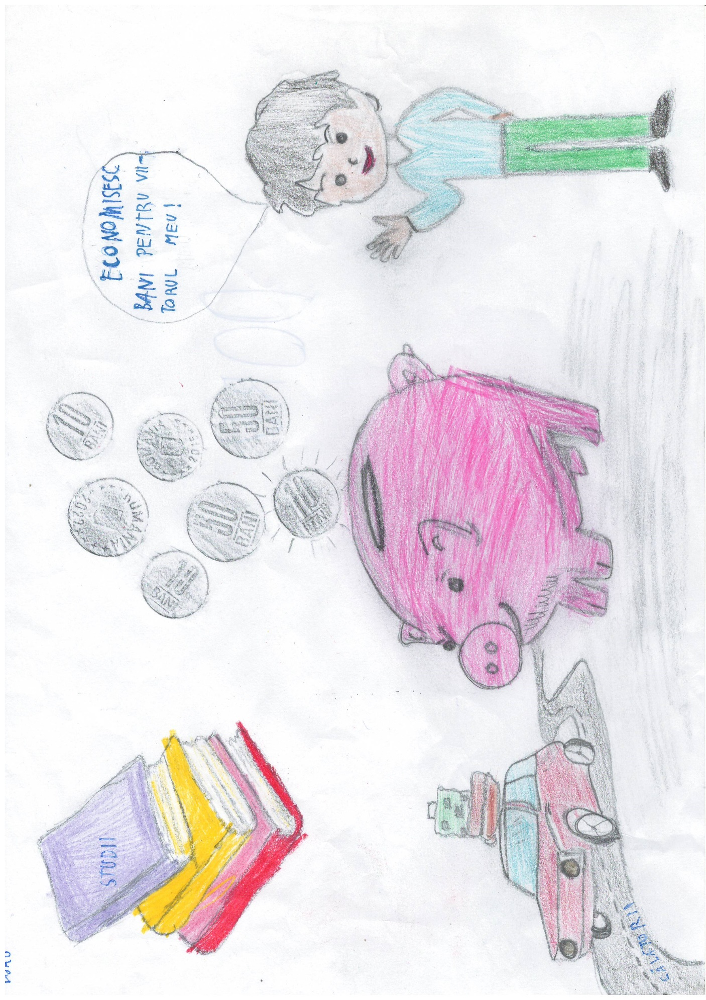 ECONOMISESC
BANI PENTRU VII-
TORUL MEU!
10
BANI
ROMANIA
2015
50
BANI
ROMANIA
2022
50
BANI
10
BANI
10
BANI
STUDII
CĂLĂTORII